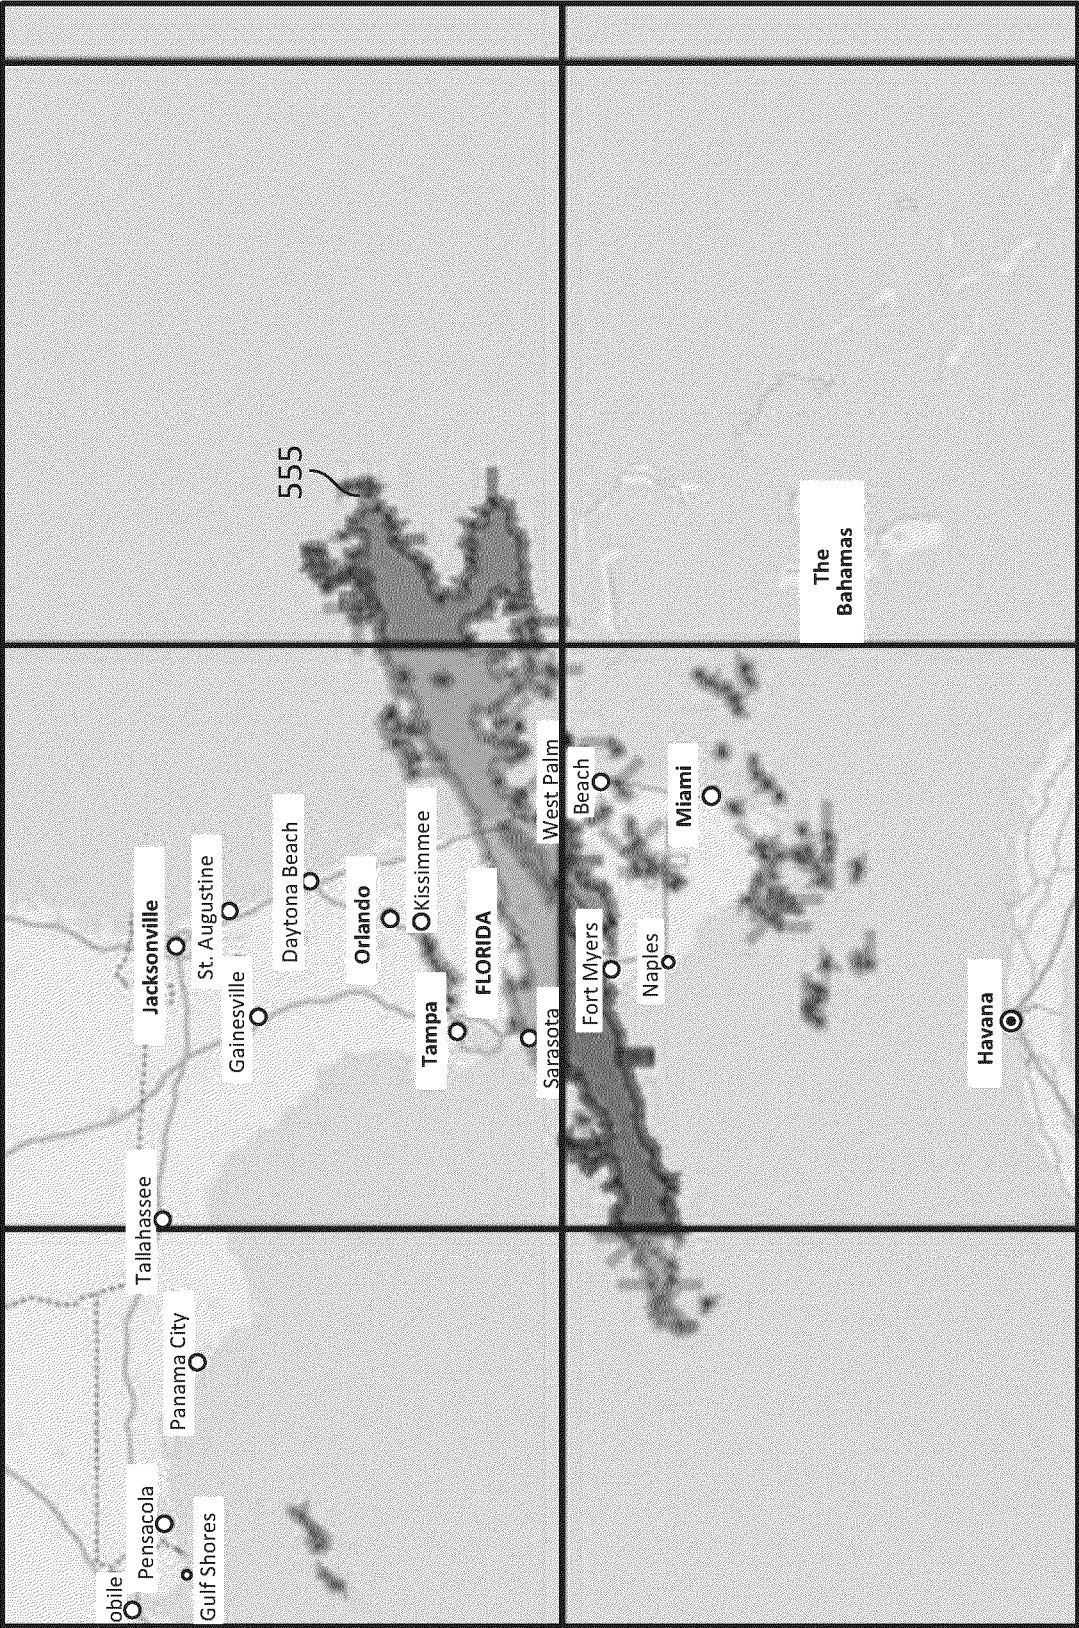 obile
Pensacola
Gulf Shores
Panama City
Tallahassee
Jacksonville
St. Augustine
Gainesville
Daytona Beach
Orlando
Kissimmee
Tampa
FLORIDA
Sarasota
West Palm
Beach
Fort Myers
Naples
Miami
Havana
The
Bahamas
555